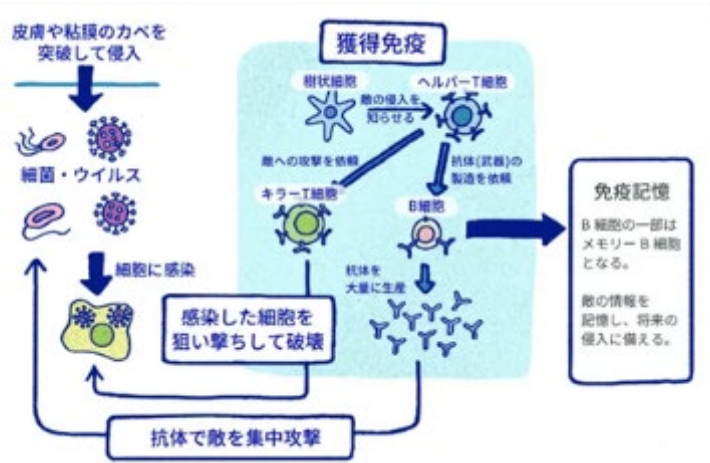 皮膚や粘膜のカベを
突破して侵入
細菌・ウイルス
細胞に感染
獲得免疫
樹状細胞
敵の侵入を
知らせる
ヘルパーT細胞
敵への攻撃を依頼
抗体(武器)の
製造を依頼
キラーT細胞
B細胞
抗体を
大量に生産
感染した細胞を
狙い撃ちして破壊
抗体で敵を集中攻撃
免疫記憶
B細胞の一部は
メモリーB細胞
となる。
敵の情報を
記憶し、将来の
侵入に備える。